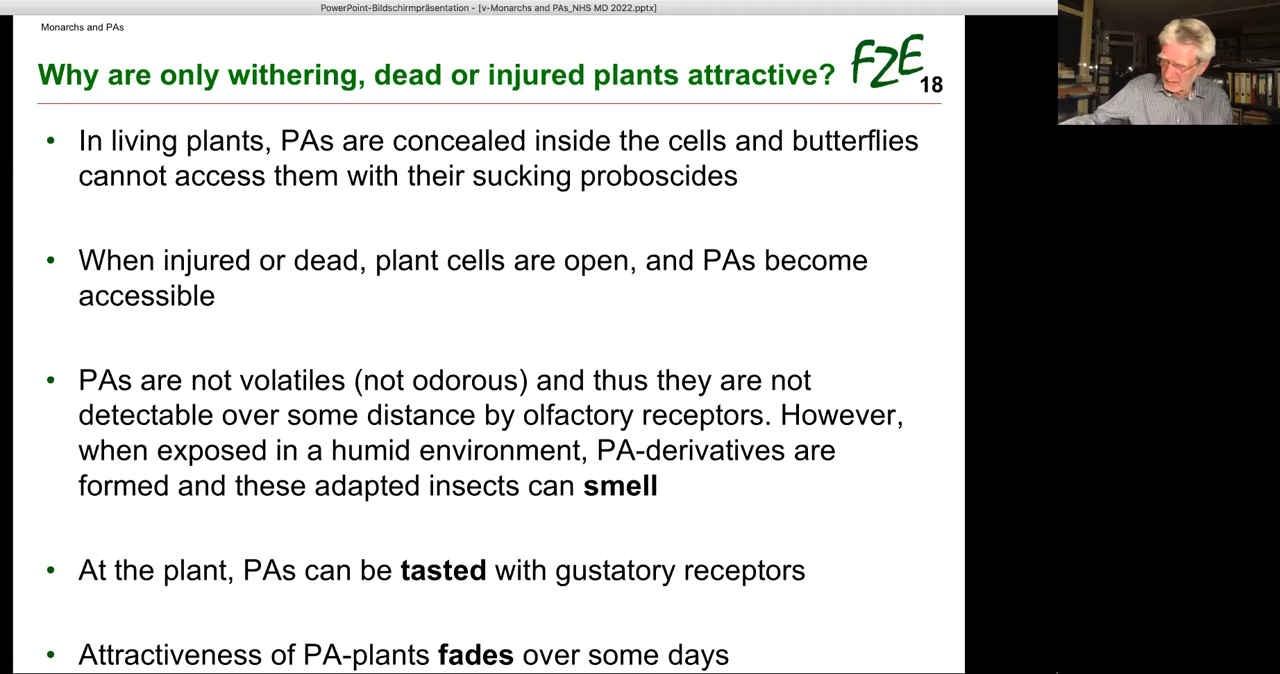 PowerPoint-Bildschirmpräsentation - [v-Monarchs and PAs_NHS MD 2022.pptx]
Monarchs and PAs
Why are only withering, dead or injured plants attractive?
FZE
18
• In living plants, PAs are concealed inside the cells and butterflies
cannot access them with their sucking proboscides
• When injured or dead, plant cells are open, and PAs become
accessible
• PAs are not volatiles (not odorous) and thus they are not
detectable over some distance by olfactory receptors. However,
when exposed in a humid environment, PA-derivatives are
formed and these adapted insects can smell
• At the plant, PAs can be tasted with gustatory receptors
• Attractiveness of PA-plants fades over some days